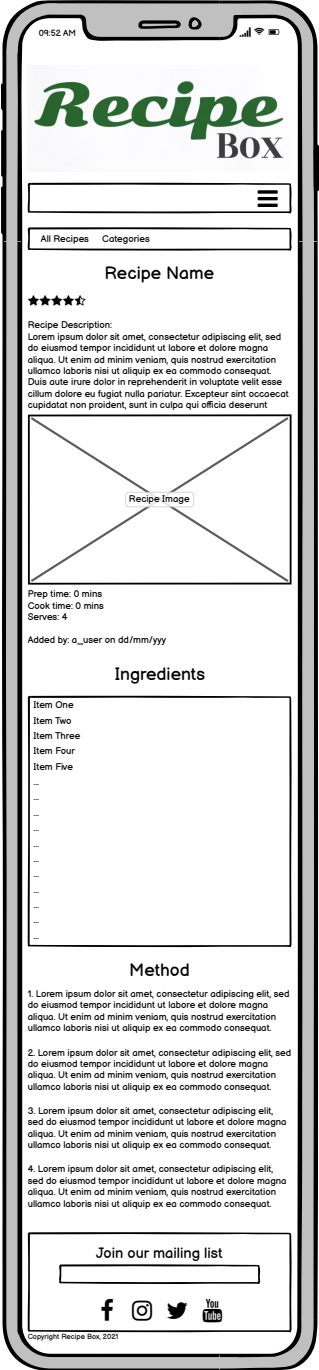 09:52 AM
Recipe
Box
All Recipes Categories
Recipe Name
Recipe Description:
Lorem ipsum dolor sit amet, consectetur adipiscing elit, sed
do eiusmod tempor incididunt ut labore et dolore magna
aliqua. Ut enim ad minim veniam, quis nostrud exercitation
ullamco laboris nisi ut aliquip ex ea commodo consequat.
Duis aute irure dolor in reprehenderit in voluptate velit esse
cillum dolore eu fugiat nulla pariatur. Excepteur sint occaecat
cupidatat non proident, sunt in culpa qui officia deserunt
Recipe Image
Prep time: 0 mins
Cook time: 0 mins
Serves: 4
Added by: a_user on dd/mm/yyy
Ingredients
Item One
Item Two
Item Three
Item Four
Item Five
...
...
...
...
...
...
...
...
...
...
...
Method
1. Lorem ipsum dolor sit amet, consectetur adipiscing elit, sed
do eiusmod tempor incididunt ut labore et dolore magna
aliqua. Ut enim ad minim veniam, quis nostrud exercitation
ullamco laboris nisi ut aliquip ex ea commodo consequat.
2. Lorem ipsum dolor sit amet, consectetur adipiscing elit, sed
do eiusmod tempor incididunt ut labore et dolore magna
aliqua. Ut enim ad minim veniam, quis nostrud exercitation
ullamco laboris nisi ut aliquip ex ea commodo consequat.
3. Lorem ipsum dolor sit amet, consectetur adipiscing elit,
sed do eiusmod tempor incididunt ut labore et dolore magna
aliqua. Ut enim ad minim veniam, quis nostrud exercitation
ullamco laboris nisi ut aliquip ex ea commodo consequat.
4. Lorem ipsum dolor sit amet, consectetur adipiscing elit,
sed do eiusmod tempor incididunt ut labore et dolore magna
aliqua. Ut enim ad minim veniam, quis nostrud exercitation
ullamco laboris nisi ut aliquip ex ea commodo consequat.
Join our mailing list
You
Tube
Copyright Recipe Box, 2021